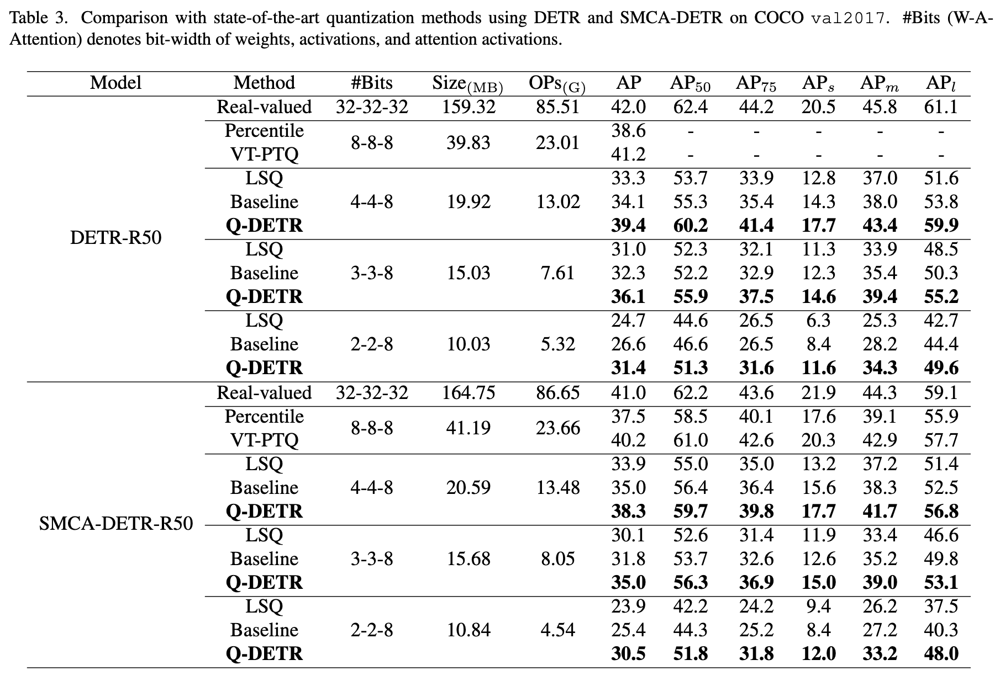 Table 3. Comparison with state-of-the-art quantization methods using DETR and SMCA-DETR on COCO val2017. #Bits (W-A-
Attention) denotes bit-width of weights, activations, and attention activations.
Model Method #Bits Size(MB) OPs(G) AP AP50 AP75 APs APm APl
Real-valued 32-32-32 159.32 85.51 42.0 62.4 44.2 20.5 45.8 61.1
Percentile 38.6 - - - - -
8-8-8 39.83 23.01
VT-PTQ 41.2 - - - - -
LSQ 33.3 53.7 33.9 12.8 37.0 51.6
Baseline 4-4-8 19.92 13.02 34.1 55.3 35.4 14.3 38.0 53.8
Q-DETR 39.4 60.2 41.4 17.7 43.4 59.9
DETR-R50
LSQ 31.0 52.3 32.1 11.3 33.9 48.5
Baseline 3-3-8 15.03 7.61 32.3 52.2 32.9 12.3 35.4 50.3
Q-DETR 36.1 55.9 37.5 14.6 39.4 55.2
LSQ 24.7 44.6 26.5 6.3 25.3 42.7
Baseline 2-2-8 10.03 5.32 26.6 46.6 26.5 8.4 28.2 44.4
Q-DETR 31.4 51.3 31.6 11.6 34.3 49.6
Real-valued 32-32-32 164.75 86.65 41.0 62.2 43.6 21.9 44.3 59.1
Percentile 37.5 58.5 40.1 17.6 39.1 55.9
8-8-8 41.19 23.66
VT-PTQ 40.2 61.0 42.6 20.3 42.9 57.7
LSQ 33.9 55.0 35.0 13.2 37.2 51.4
Baseline 4-4-8 20.59 13.48 35.0 56.4 36.4 15.6 38.3 52.5
Q-DETR 38.3 59.7 39.8 17.7 41.7 56.8
SMCA-DETR-R50
LSQ 30.1 52.6 31.4 11.9 33.4 46.6
Baseline 3-3-8 15.68 8.05 31.8 53.7 32.6 12.6 35.2 49.8
Q-DETR 35.0 56.3 36.9 15.0 39.0 53.1
LSQ 23.9 42.2 24.2 9.4 26.2 37.5
Baseline 2-2-8 10.84 4.54 25.4 44.3 25.2 8.4 27.2 40.3
Q-DETR 30.5 51.8 31.8 12.0 33.2 48.0